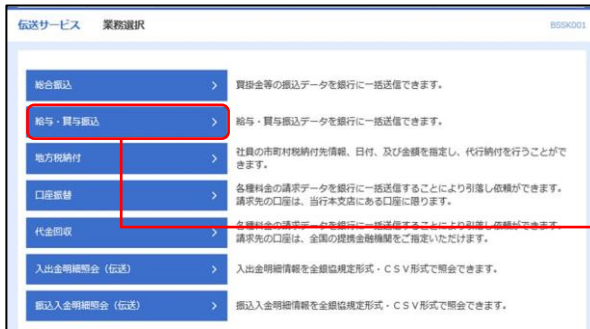 伝送サービス 業務選択
BSSK001
総合振込
買掛金等の振込データを銀行に一括送信できます。
給与・賞与振込
給与・賞与振込データを銀行に一括送信できます。
地方税納付
社員の市町村税納付先情報、日付、及び金額を指定し、代行納付を行うことがで
きます。
口座振替
各種料金の請求データを銀行に一括送信することにより引落し依頼ができます。
請求先の口座は、当行本支店にある口座に限ります。
代金回収
各種料金の請求データを銀行に一括送信することにより引落し依頼ができます。
請求先の口座は、全国の提携金融機関をご指定いただけます。
入出金明細照会（伝送）
入出金明細情報を全銀協規定形式・ＣＳＶ形式で照会できます。
振込入金明細照会（伝送）
振込入金明細情報を全銀協規定形式・ＣＳＶ形式で照会できます。